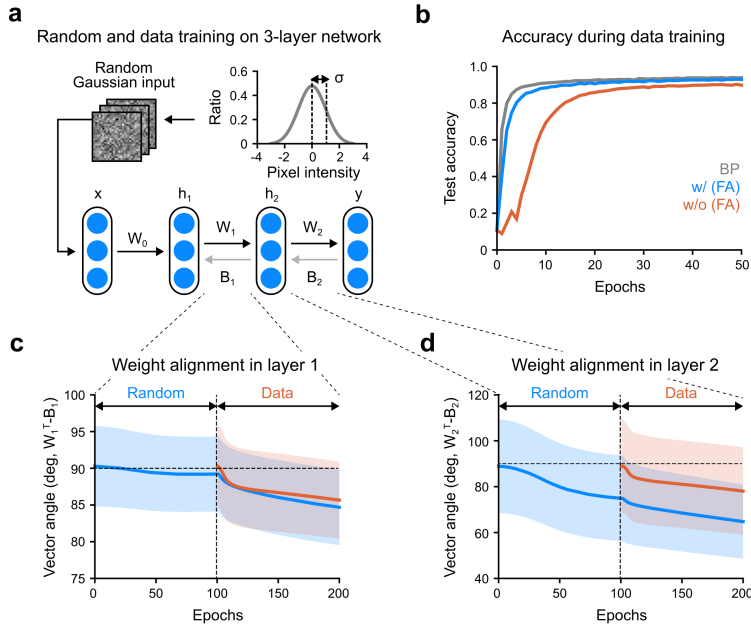 a
Random and data training on 3-layer network
Random
Gaussian input
Ratio
0.6
0.4
0.2
0
σ
-4 -2 0 2 4
Pixel intensity
x h1 h2 y
W0 W1 W2
B1 B2
b
Accuracy during data training
Test accuracy
1.0
0.8
0.6
0.4
0.2
0
BP
w/ (FA)
w/o (FA)
0 10 20 30 40 50
Epochs
c
Weight alignment in layer 1
Random Data
Vector angle (deg, W1T-B1)
100
95
90
85
80
75
0 50 100 150 200
Epochs
d
Weight alignment in layer 2
Random Data
Vector angle (deg, W2T-B2)
120
100
80
60
40
0 50 100 150 200
Epochs